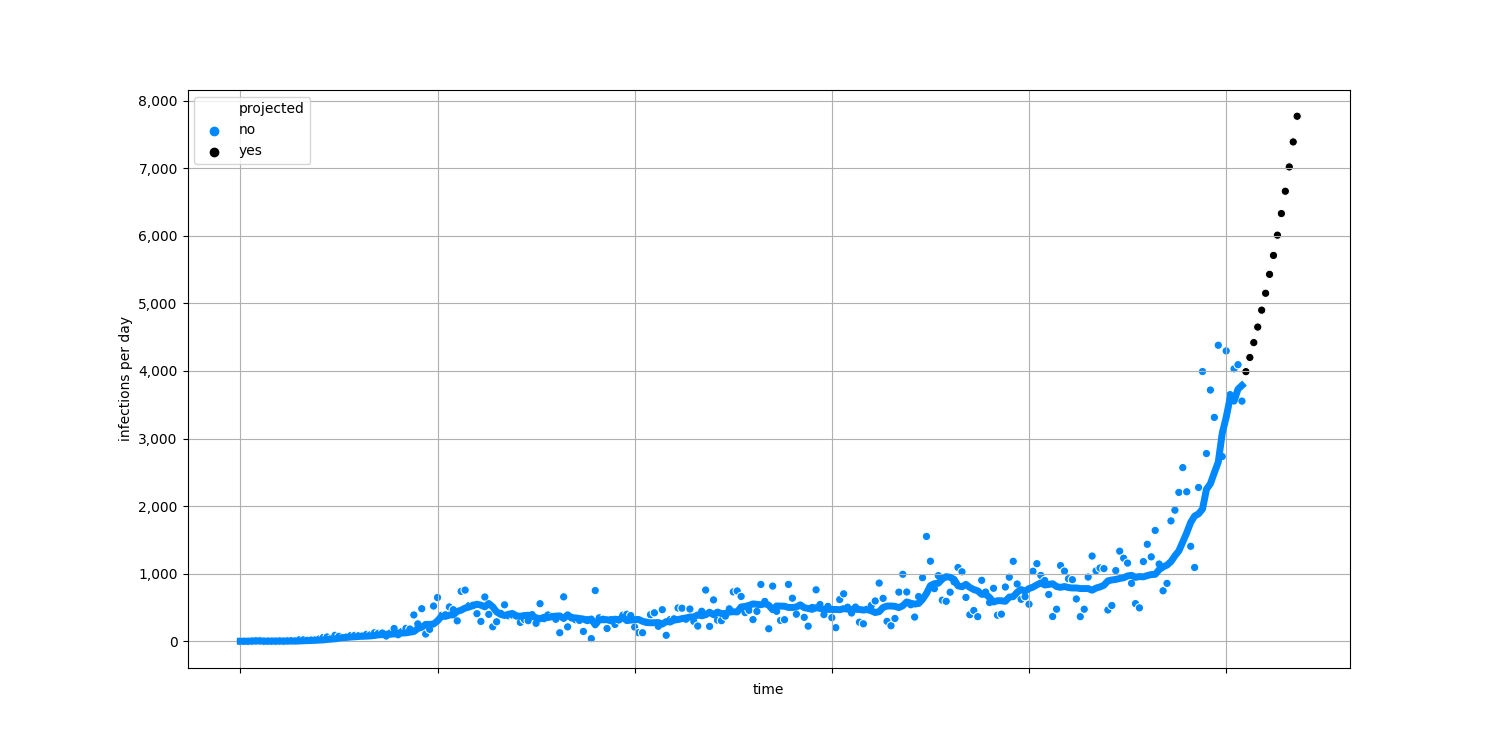 projected
no
yes
8,000
7,000
6,000
5,000
4,000
3,000
2,000
1,000
0
infections per day
time